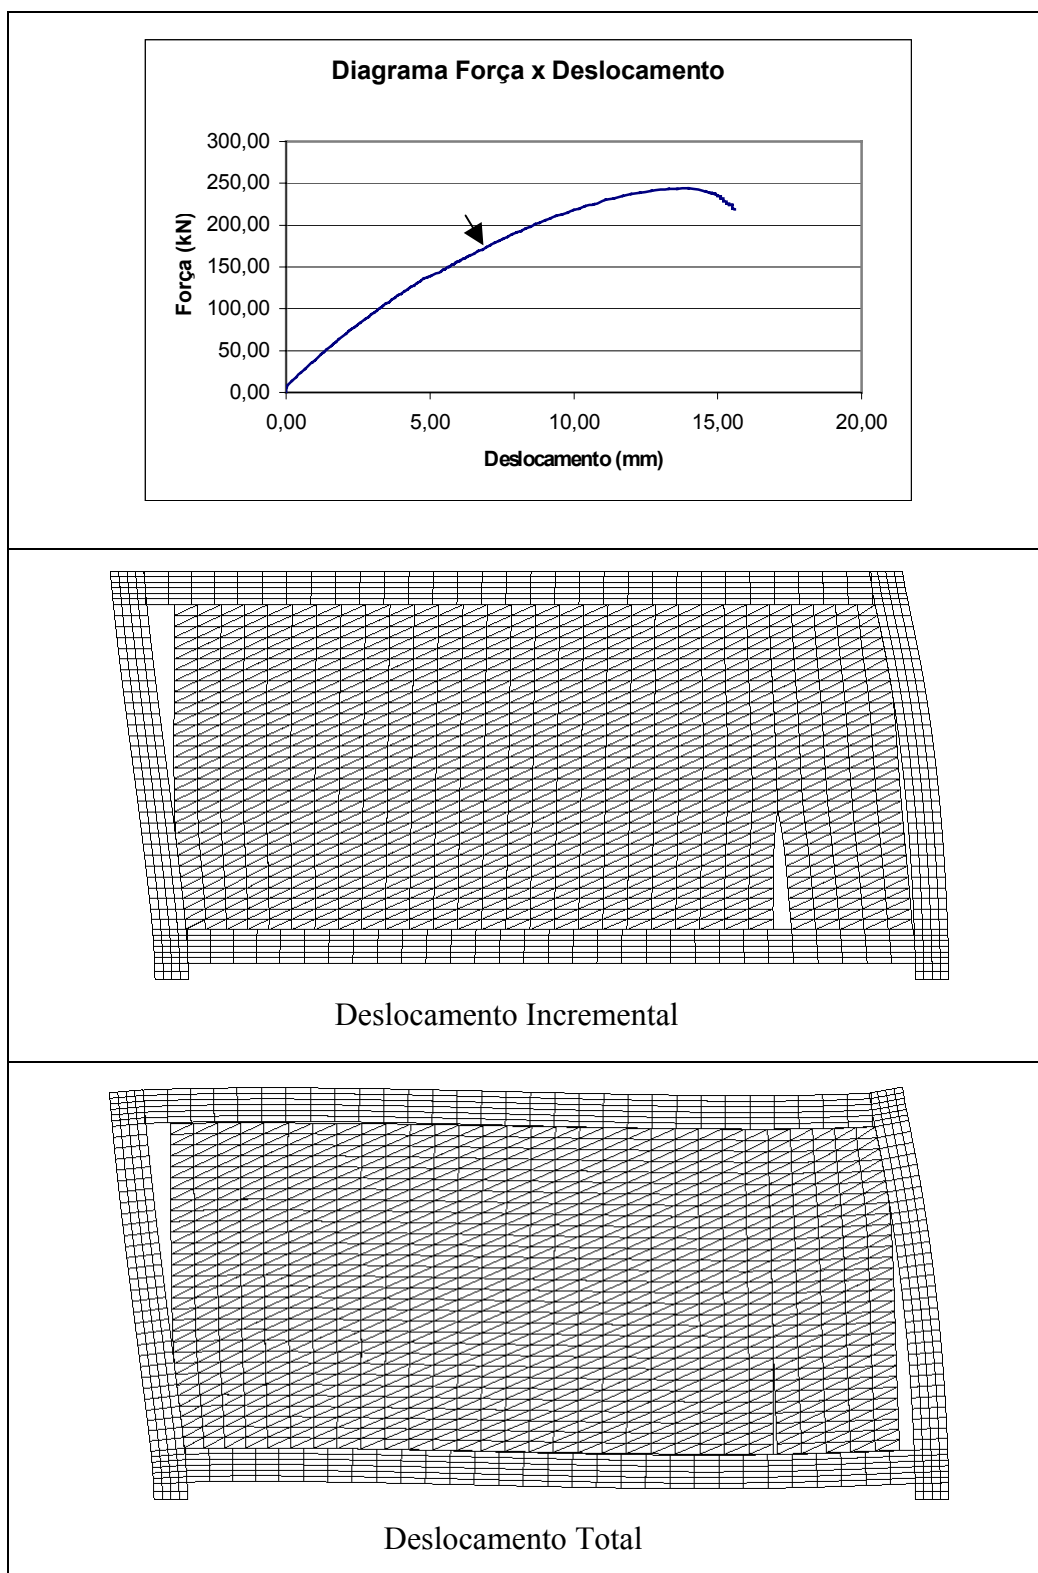 Diagrama Força x Deslocamento
300,00
250,00
200,00
150,00
100,00
50,00
0,00
Força (kN)
0,00 5,00 10,00 15,00 20,00
Deslocamento (mm)
Deslocamento Incremental
Deslocamento Total